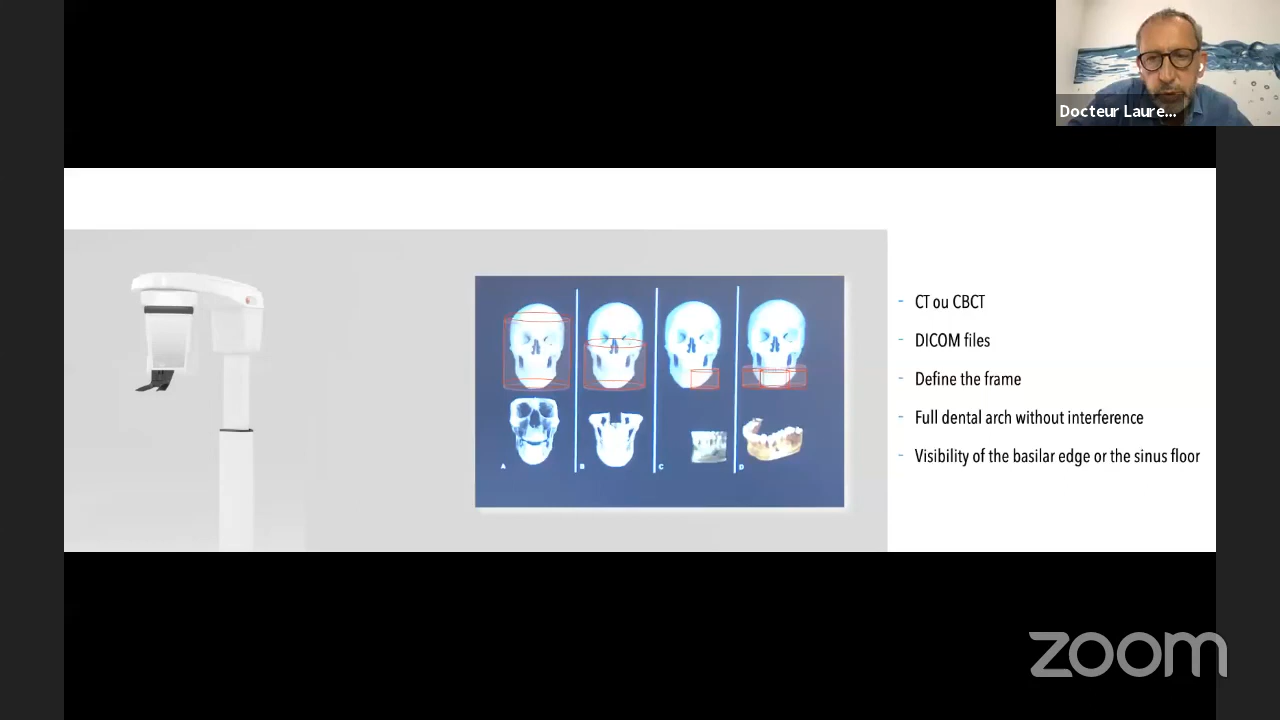 Docteur Laure...
- CT ou CBCT
- DICOM files
- Define the frame
- Full dental arch without interference
- Visibility of the basilar edge or the sinus floor
A B C D
zoom